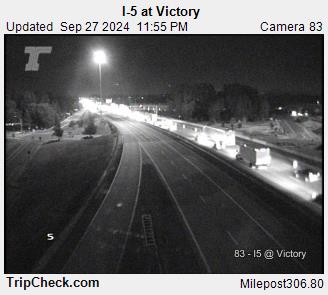 I-5 at Victory
Updated Sep 27 2024 11:55 PM Camera 83
T
S
83 - I5 @ Victory
TripCheck.com Milepost306.80